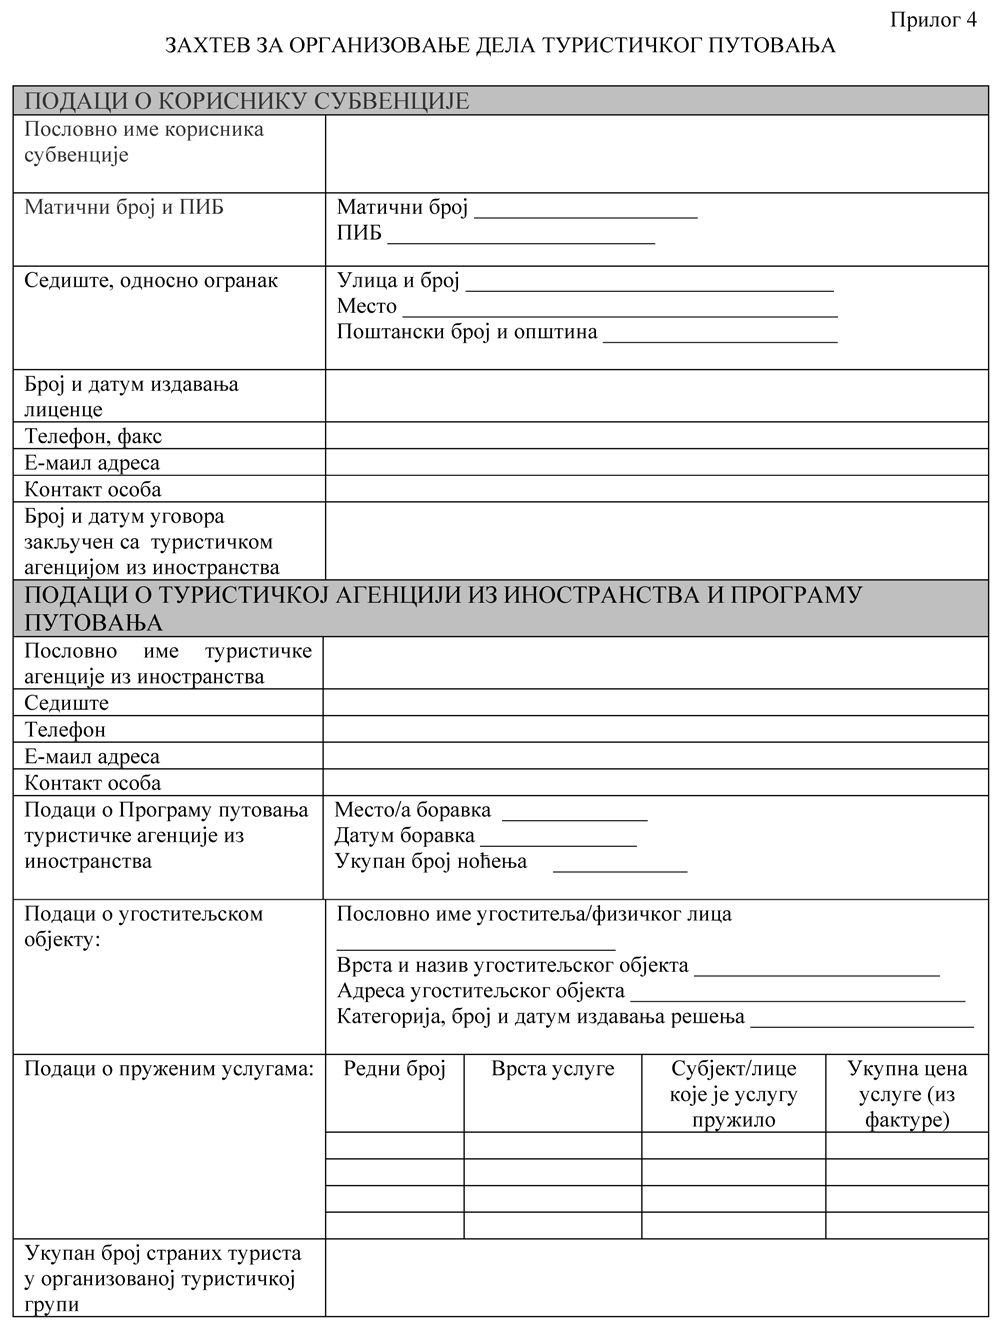 Прилог 4
ЗАХТЕВ ЗА ОРГАНИЗОВАЊЕ ДЕЛА ТУРИСТИЧКОГ ПУТОВАЊА
ПОДАЦИ О КОРИСНИКУ СУБВЕНЦИЈЕ
Пословно име корисника
субвенције
Матични број и ПИБ
Матични број ____________________
ПИБ ________________________
Седиште, односно огранак
Улица и број _________________________________
Место _______________________________________
Поштански број и општина _____________________
Број и датум издавања
лиценце
Телефон, факс
Е-маил адреса
Контакт особа
Број и датум уговора
закључен са туристичком
агенцијом из иностранства
ПОДАЦИ О ТУРИСТИЧКОЈ АГЕНЦИЈИ ИЗ ИНОСТРАНСТВА И ПРОГРАМУ
ПУТОВАЊА
Пословно име туристичке
агенције из иностранства
Седиште
Телефон
Е-маил адреса
Контакт особа
Подаци о Програму путовања
туристичке агенције из
иностранства
Место/а боравка _____________
Датум боравка ______________
Укупан број ноћења ____________
Подаци о угоститељском
објекту:
Пословно име угоститеља/физичког лица
_________________________
Врста и назив угоститељског објекта ______________________
Адреса угоститељског објекта ______________________________
Категорија, број и датум издавања решења ____________________
Подаци о пруженим услугама:
Редни број
Врста услуге
Субјект/лице
које је услугу
пружило
Укупна цена
услуге (из
фактуре)
Укупан број страних туриста
у организованој туристичкој
групи